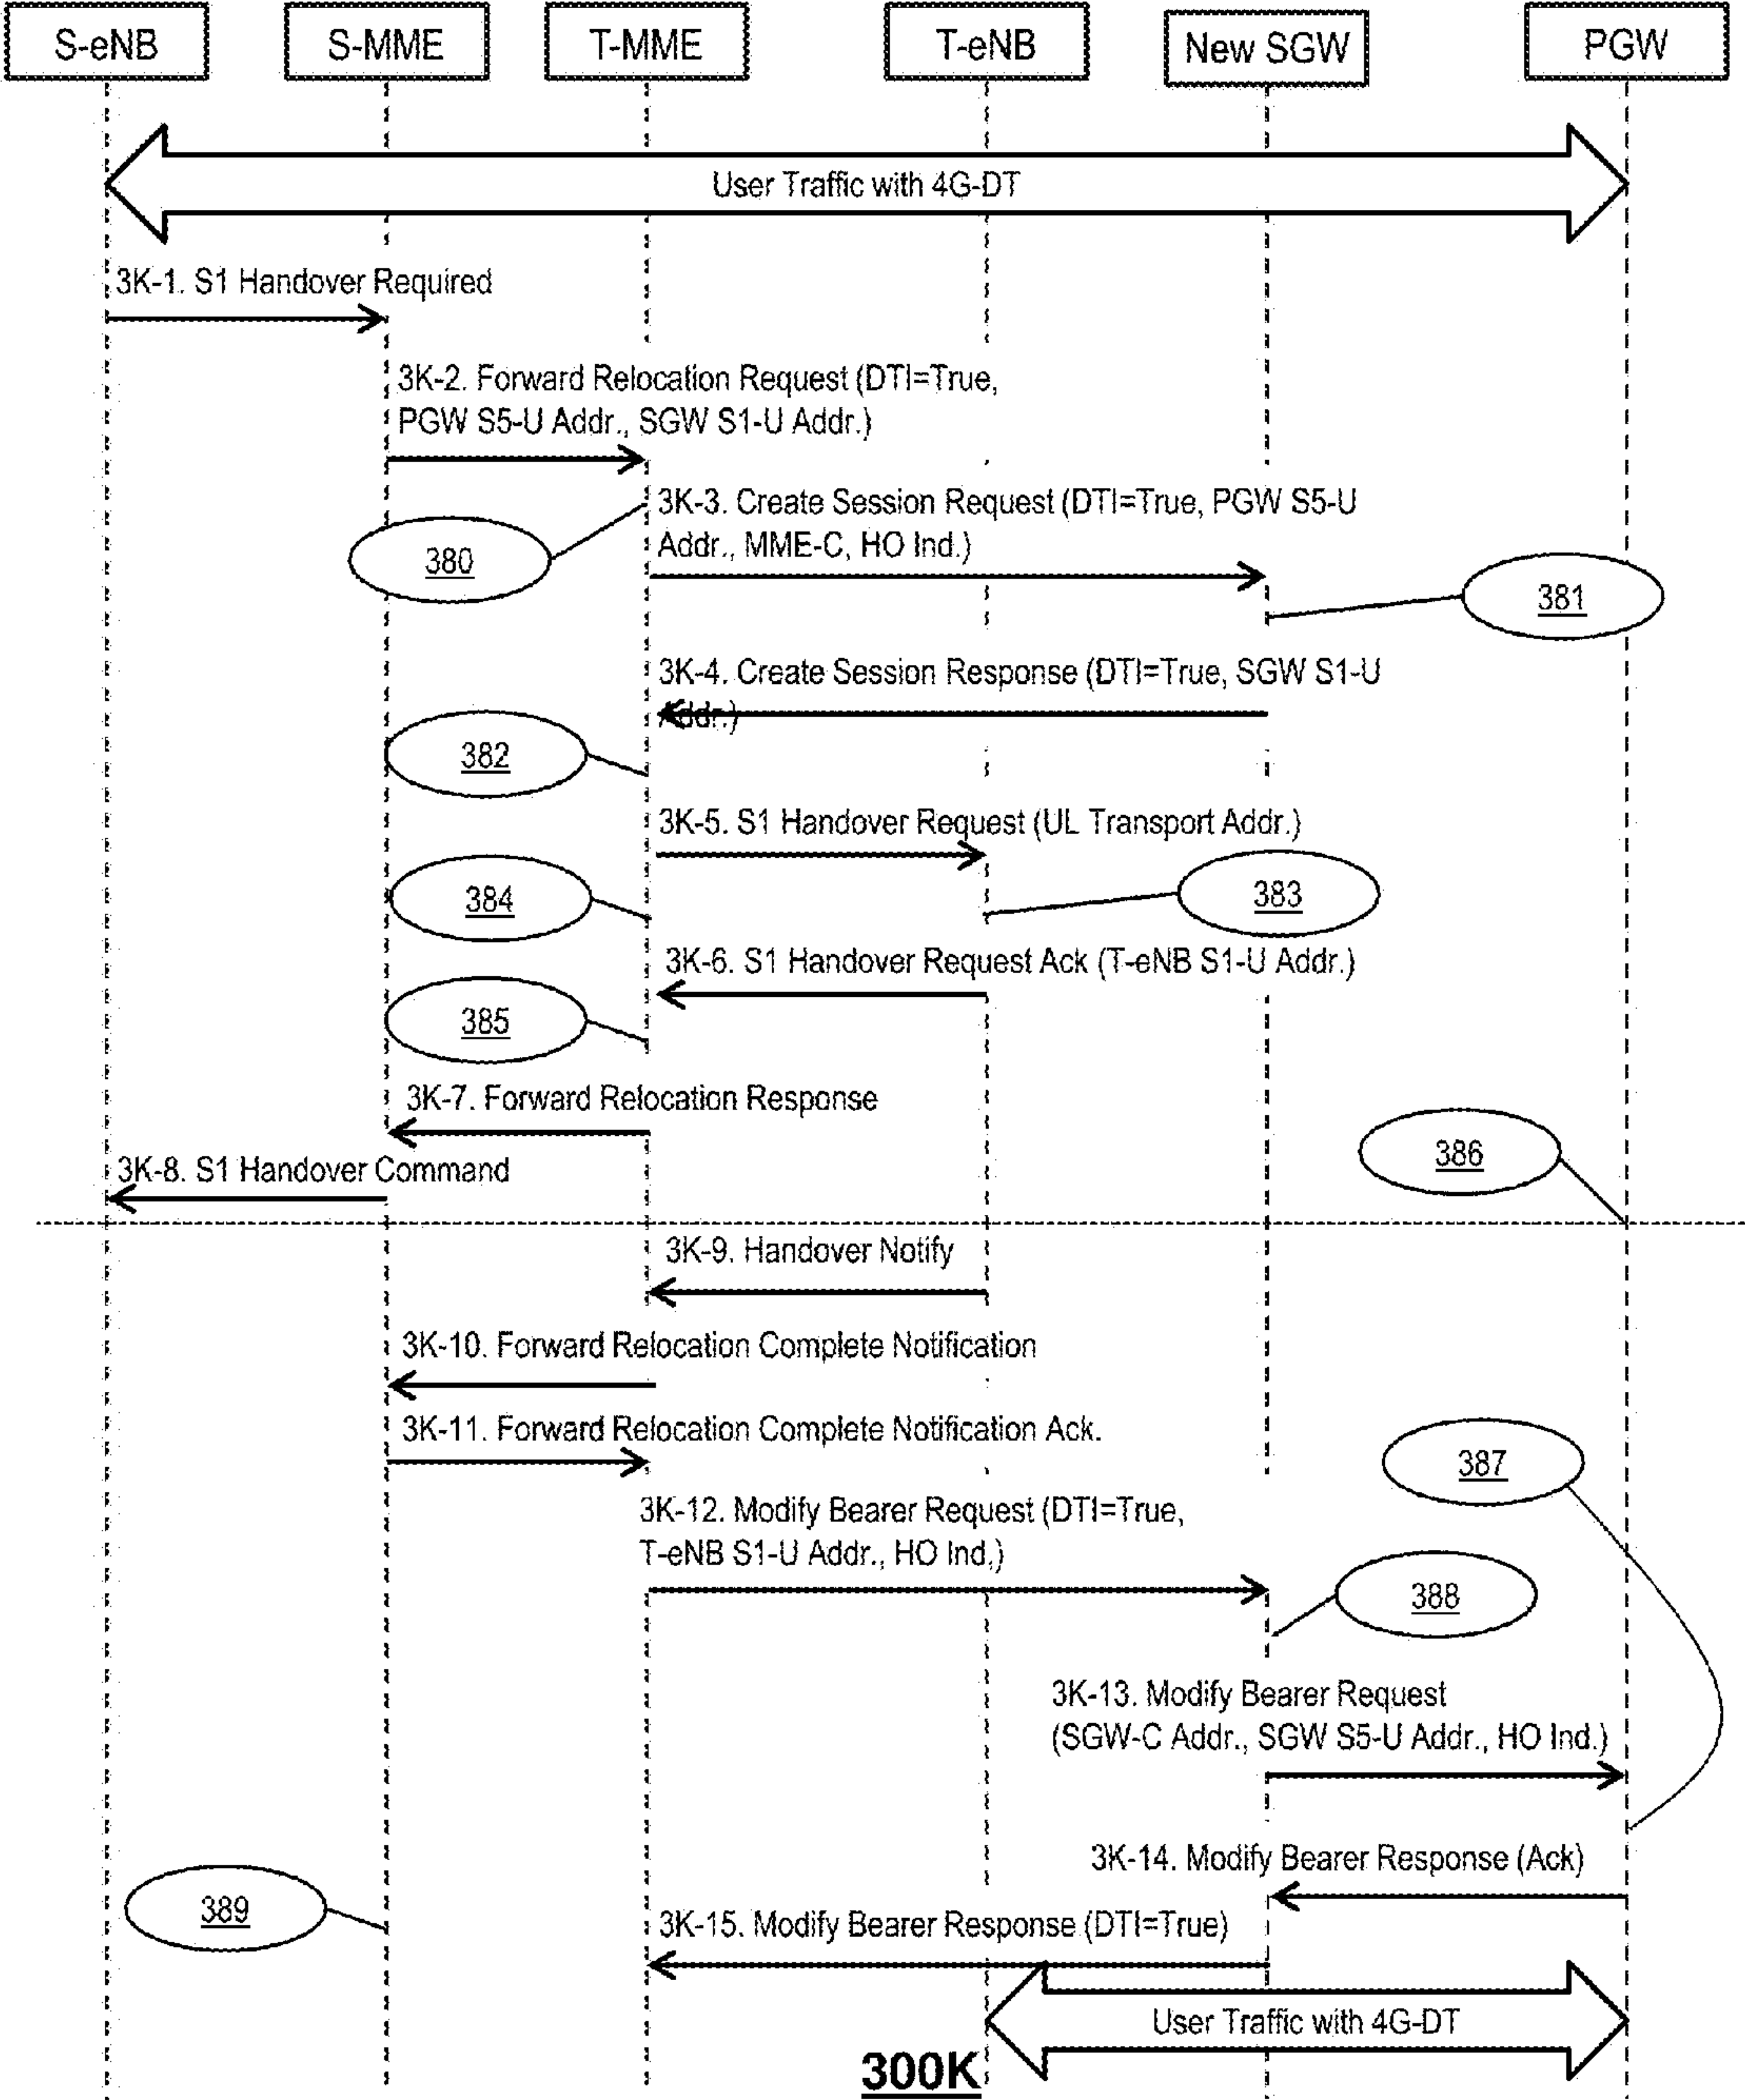 S-eNB S-MME T-MME T-eNB New SGW PGW
User Traffic with 4G-DT
3K-1. S1 Handover Required
3K-2. Forward Relocation Request (DTI=True,
PGW S5-U Addr., SGW S1-U Addr.)
3K-3. Create Session Request (DTI=True, PGW S5-U
Addr., MME-C, HO Ind.)
380
381
3K-4. Create Session Response (DTI=True, SGW S1-U
Addr.)
382
3K-5. S1 Handover Request (UL Transport Addr.)
384
383
3K-6. S1 Handover Request Ack (T-eNB S1-U Addr.)
385
3K-7. Forward Relocation Response
386
3K-8. S1 Handover Command
3K-9. Handover Notify
3K-10. Forward Relocation Complete Notification
3K-11. Forward Relocation Complete Notification Ack.
387
3K-12. Modify Bearer Request (DTI=True,
T-eNB S1-U Addr., HO Ind.)
388
3K-13. Modify Bearer Request
(SGW-C Addr., SGW S5-U Addr., HO Ind.)
3K-14. Modify Bearer Response (Ack)
389
3K-15. Modify Bearer Response (DTI=True)
User Traffic with 4G-DT
300K